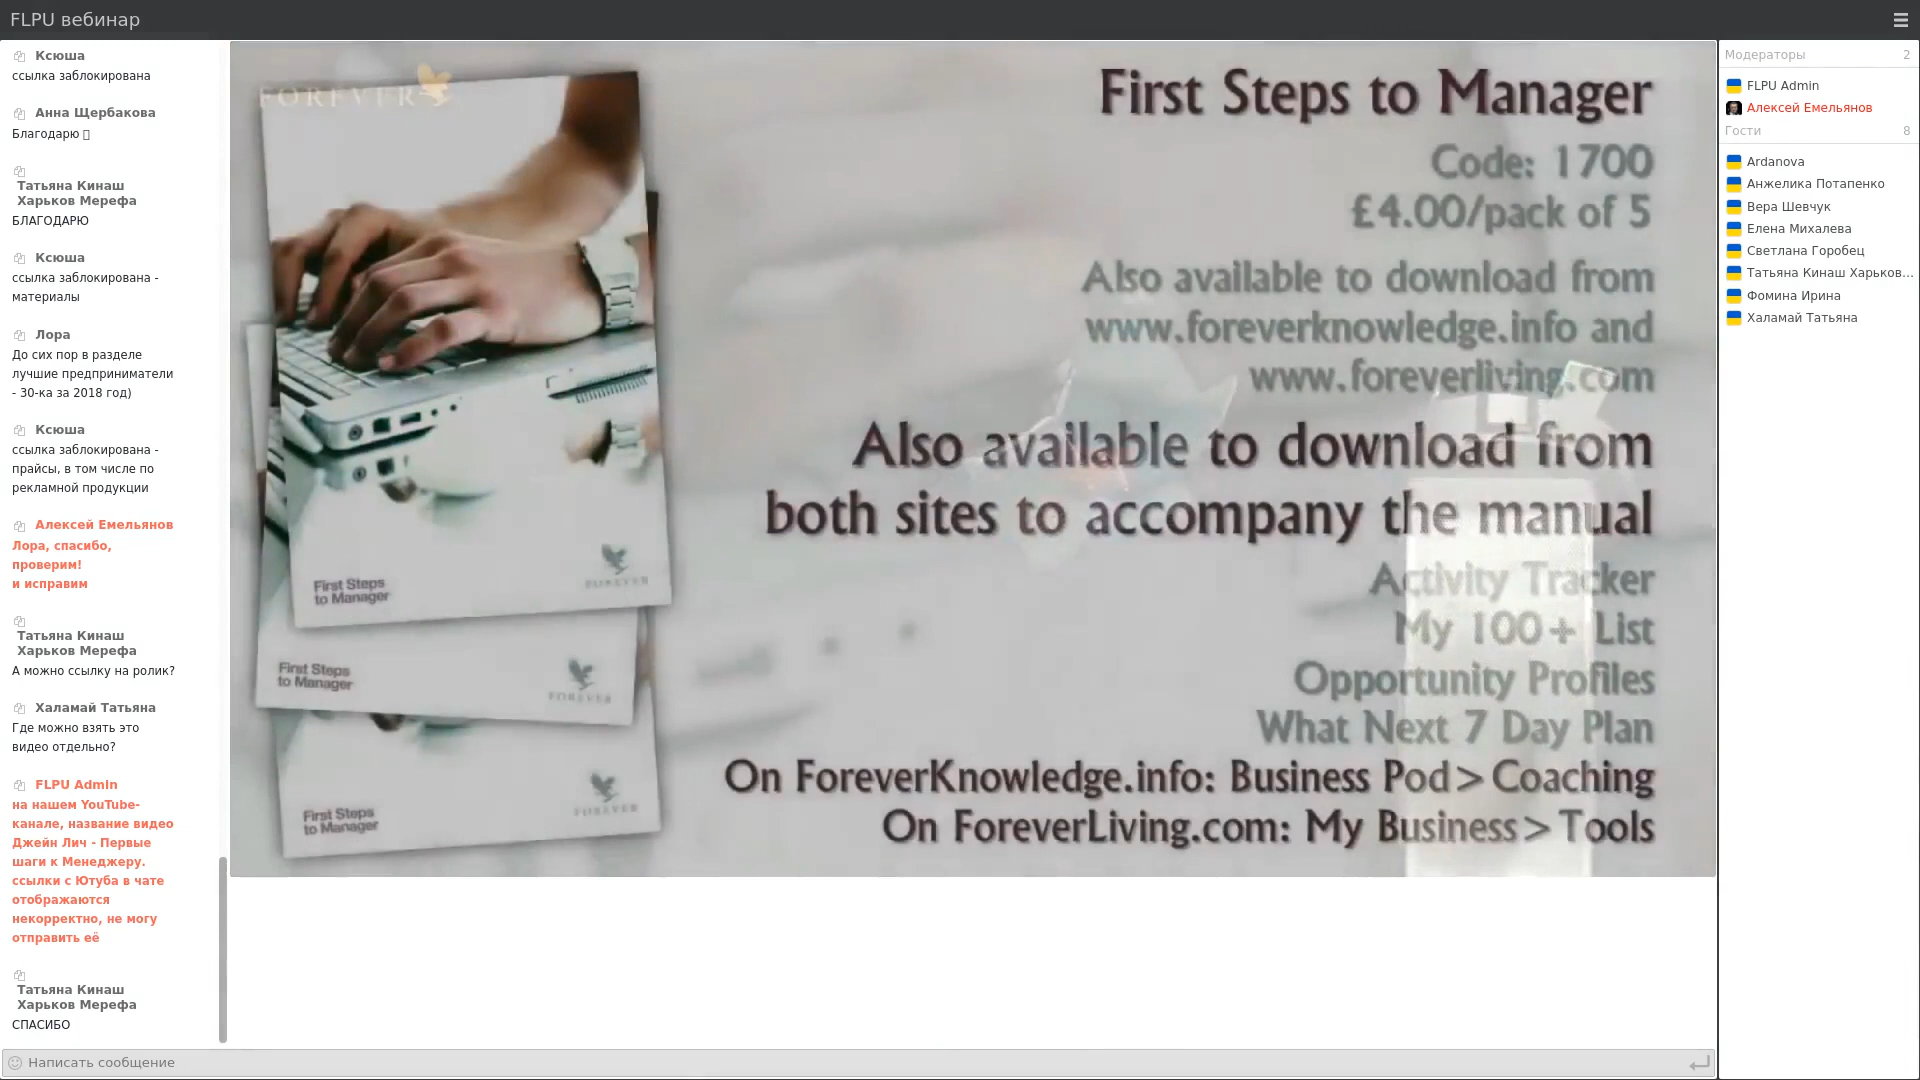 FLPU вебинар
Ксюша
ссылка заблокирована
Анна Щербакова
Благодарю
Татьяна Кинаш
Харьков Мерефа
БЛАГОДАРЮ
Ксюша
ссылка заблокирована -
материалы
Лора
До сих пор в разделе
лучшие предприниматели
- 30-ка за 2018 год)
Ксюша
ссылка заблокирована -
прайсы, в том числе по
рекламной продукции
Алексей Емельянов
Лора, спасибо,
проверим!
и исправим
Татьяна Кинаш
Харьков Мерефа
А можно ссылку на ролик?
Халамай Татьяна
Где можно взять это
видео отдельно?
FLPU Admin
на нашем YouTube-
канале, название видео
Джейн Лич - Первые
шаги к Менеджеру.
ссылки с Ютуба в чате
отображаются
некорректно, не могу
отправить её
Татьяна Кинаш
Харьков Мерефа
СПАСИБО
Написать сообщение
FOREVER
First Steps
to Manager
FOREVER
First Steps
to Manager
FOREVER
First Steps
to Manager
FOREVER
First Steps to Manager
Code: 1700
£4.00/pack of 5
Also available to download from
www.foreverknowledge.info and
www.foreverliving.com
Also available to download from
both sites to accompany the manual
Activity Tracker
My 100+ List
Opportunity Profiles
What Next 7 Day Plan
On ForeverKnowledge.info: Business Pod > Coaching
On ForeverLiving.com: My Business > Tools
Модераторы 2
FLPU Admin
Алексей Емельянов
Гости 8
Ardanova
Анжелика Потапенко
Вера Шевчук
Елена Михалева
Светлана Горобец
Татьяна Кинаш Харьков...
Фомина Ирина
Халамай Татьяна